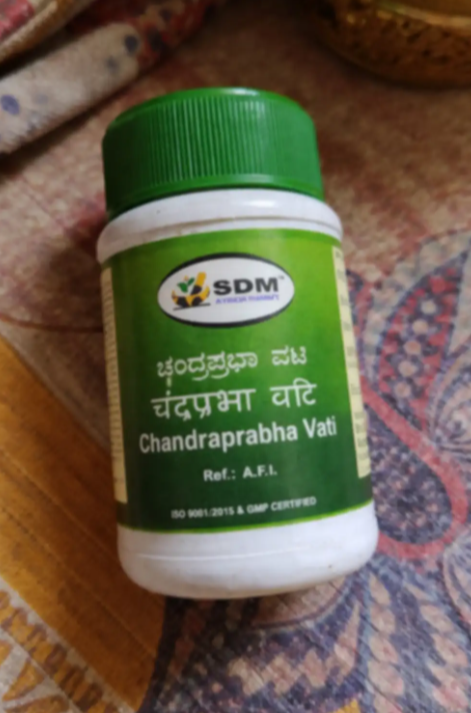 SDM
ಚಂದ್ರಪ್ರಭಾ ವಟಿ
चंद्रप्रभा वटि
Chandraprabha Vati
Ref.: A.F.I.
ISO 9001/2015 & GMP CERTIFIED